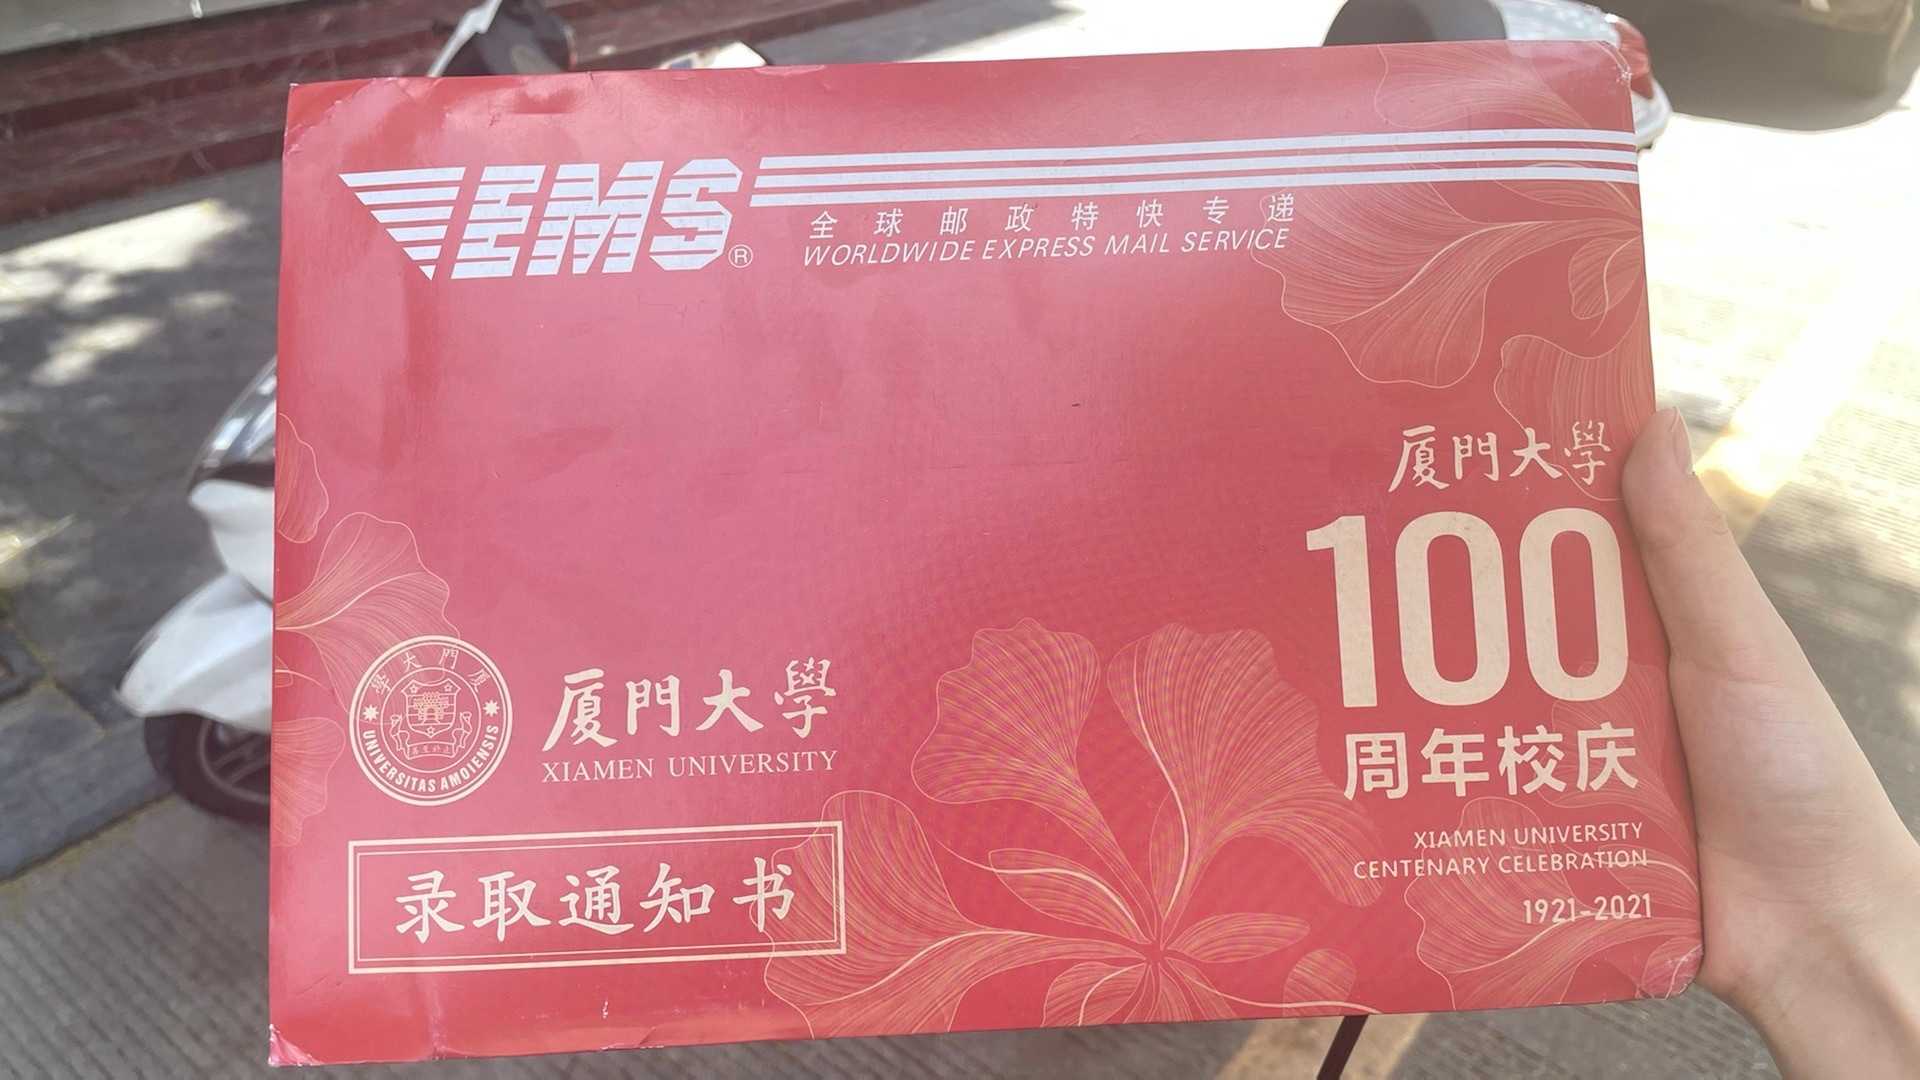 EMS®
全球邮政特快专递
WORLDWIDE EXPRESS MAIL SERVICE
厦門大學
100
周年校庆
XIAMEN UNIVERSITY
CENTENARY CELEBRATION
1921-2021
學大門厦
UNIVERSITAS AMOIENSIS
厦門大學
XIAMEN UNIVERSITY
录取通知书